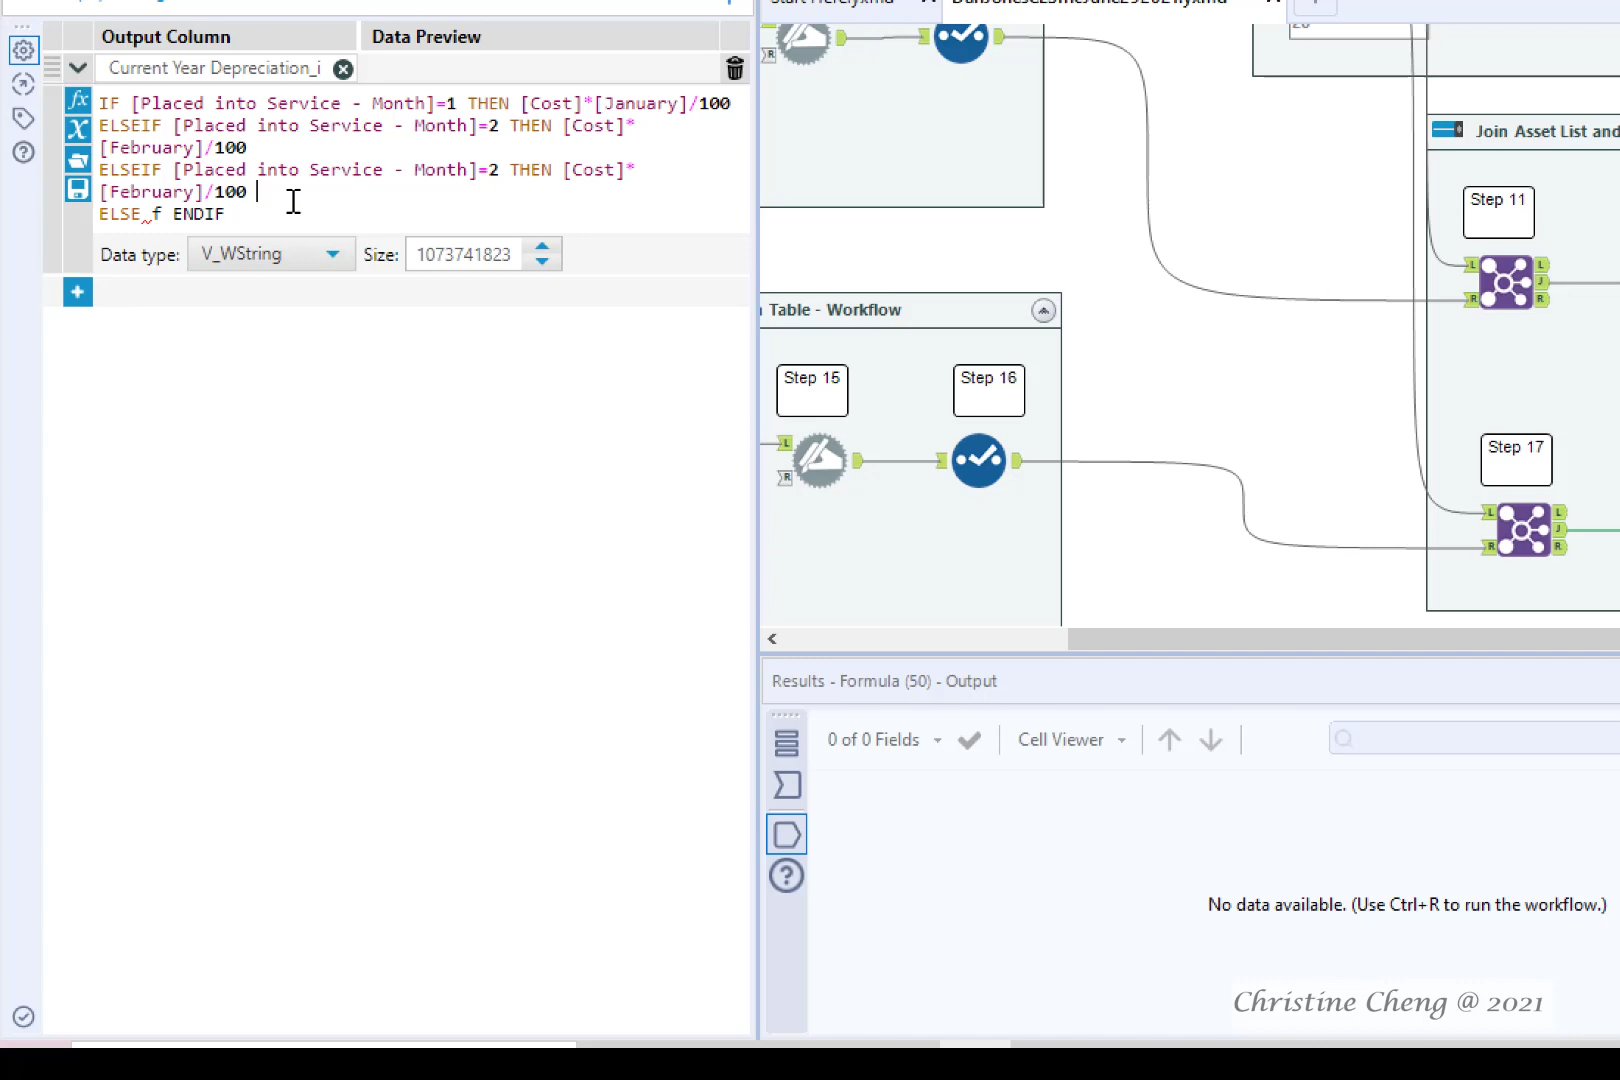 Output Column
Data Preview
Current Year Depreciation_i
IF [Placed into Service - Month]=1 THEN [Cost]*[January]/100
ELSEIF [Placed into Service - Month]=2 THEN [Cost]*
[February]/100
ELSEIF [Placed into Service - Month]=2 THEN [Cost]*
[February]/100
ELSE f ENDIF
Data type: V_WString Size: 1073741823
R
Join Asset List and
Step 11
L
R
L
J
R
Table - Workflow
Step 15
Step 16
L
R
Step 17
L
R
L
J
R
Results - Formula (50) - Output
0 of 0 Fields
Cell Viewer
No data available. (Use Ctrl+R to run the workflow.)
Christine Cheng @ 2021